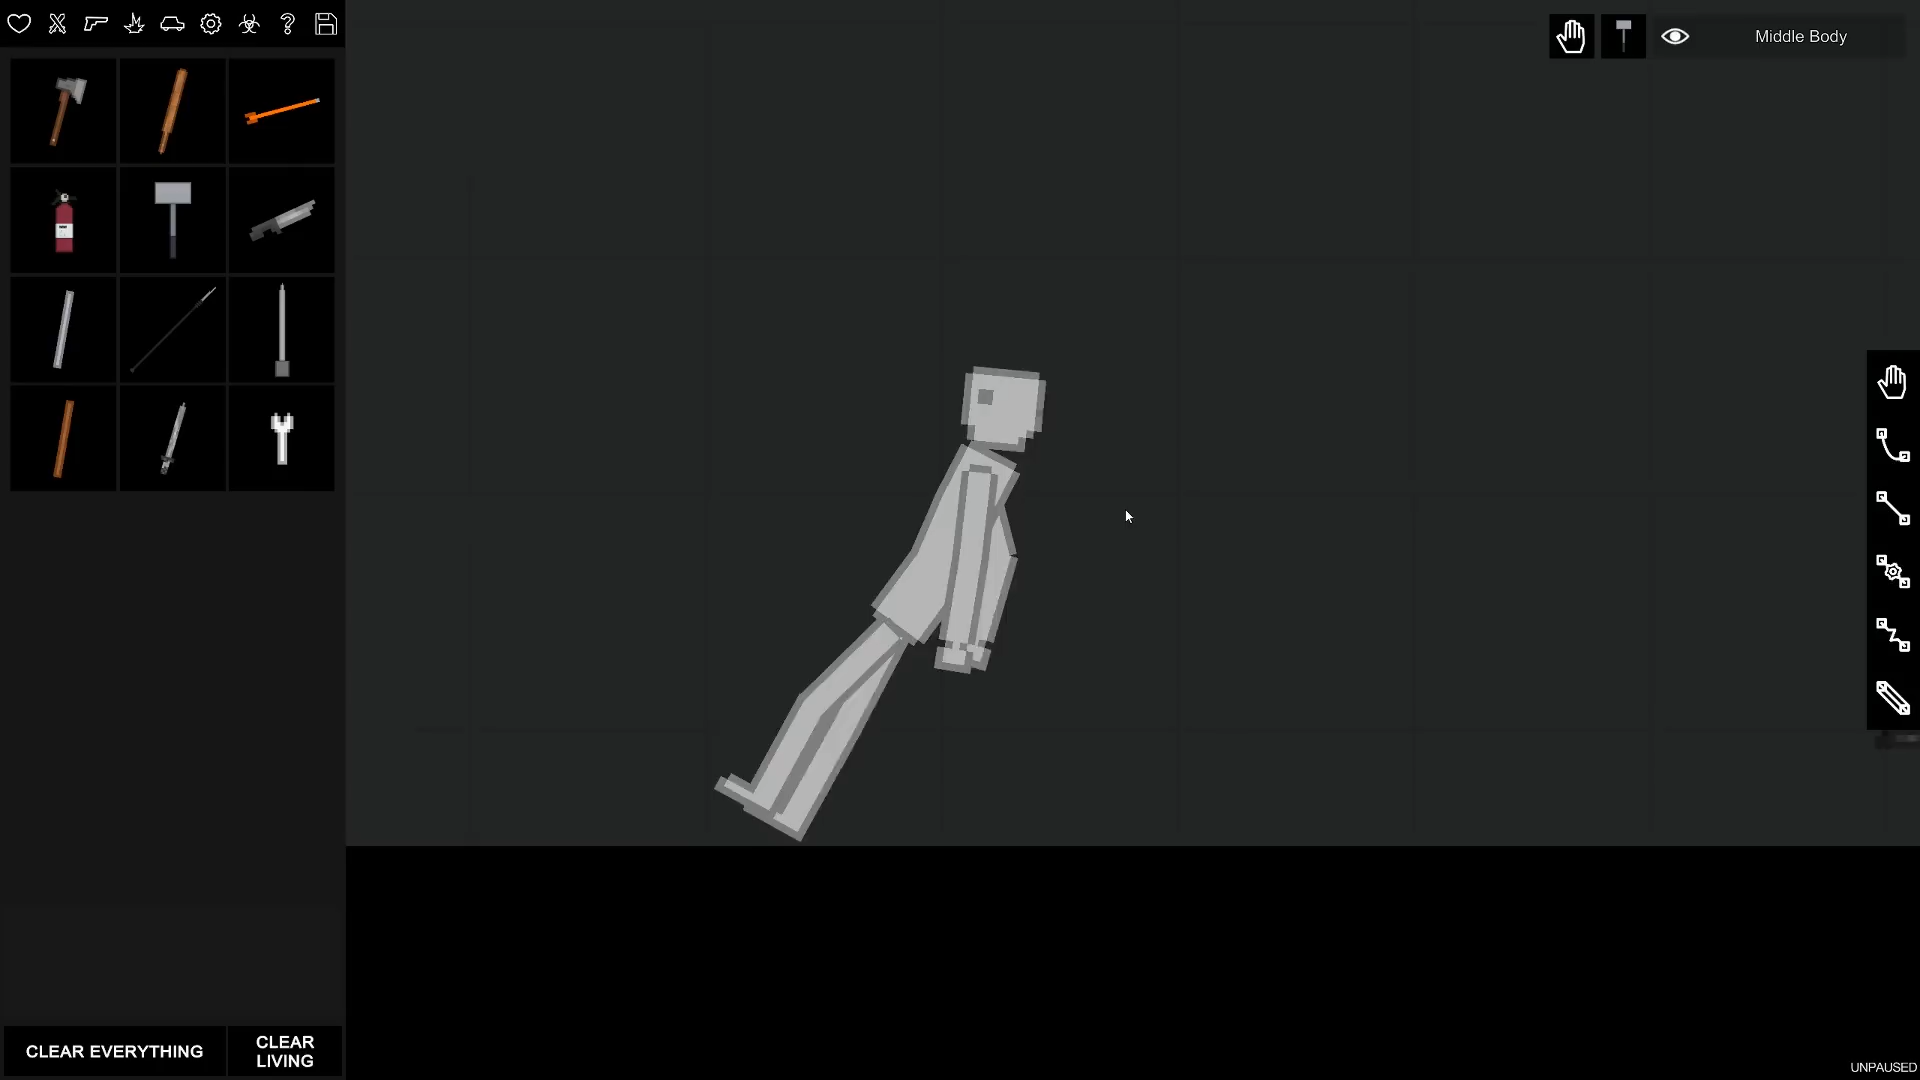 Middle Body
CLEAR EVERYTHING
CLEAR
LIVING
UNPAUSED